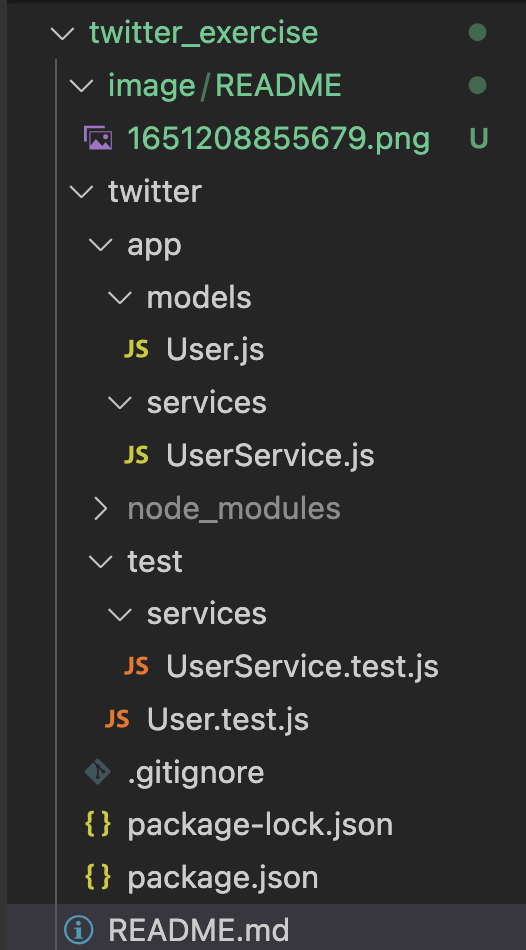 twitter_exercise
image/README
1651208855679.png U
twitter
app
models
JS User.js
services
JS UserService.js
node_modules
test
services
JS UserService.test.js
JS User.test.js
.gitignore
{} package-lock.json
{} package.json
README.md